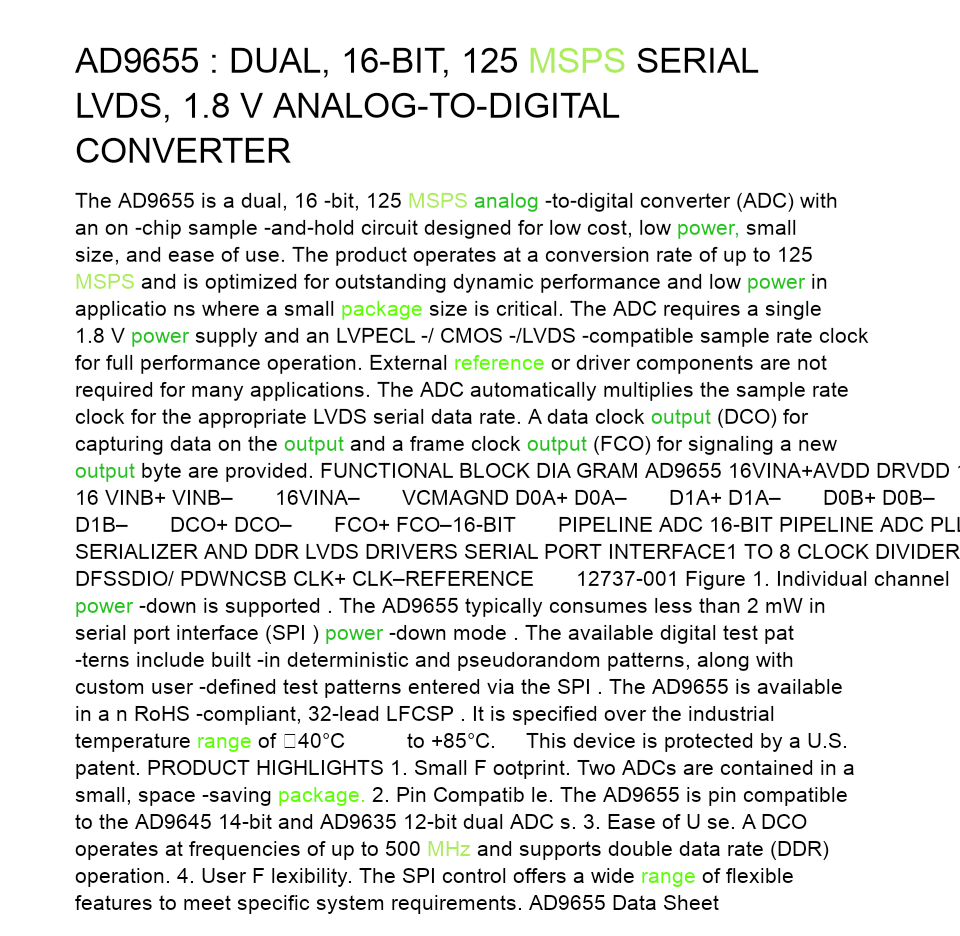 AD9655 : DUAL, 16-BIT, 125 MSPS SERIAL
LVDS, 1.8 V ANALOG-TO-DIGITAL
CONVERTER
The AD9655 is a dual, 16 -bit, 125 MSPS analog -to-digital converter (ADC) with
an on -chip sample -and-hold circuit designed for low cost, low power, small
size, and ease of use. The product operates at a conversion rate of up to 125
MSPS and is optimized for outstanding dynamic performance and low power in
applicatio ns where a small package size is critical. The ADC requires a single
1.8 V power supply and an LVPECL -/ CMOS -/LVDS -compatible sample rate clock
for full performance operation. External reference or driver components are not
required for many applications. The ADC automatically multiplies the sample rate
clock for the appropriate LVDS serial data rate. A data clock output (DCO) for
capturing data on the output and a frame clock output (FCO) for signaling a new
output byte are provided. FUNCTIONAL BLOCK DIA GRAM AD9655 16VINA+AVDD DRVDD
16 VINB+ VINB– 16VINA– VCMAGND D0A+ D0A– D1A+ D1A– D0B+ D0B–
D1B– DCO+ DCO– FCO+ FCO–16-BIT PIPELINE ADC 16-BIT PIPELINE ADC PLL
SERIALIZER AND DDR LVDS DRIVERS SERIAL PORT INTERFACE1 TO 8 CLOCK DIVIDER
DFSSDIO/ PDWNCSB CLK+ CLK–REFERENCE 12737-001 Figure 1. Individual channel
power -down is supported . The AD9655 typically consumes less than 2 mW in
serial port interface (SPI ) power -down mode . The available digital test pat
-terns include built -in deterministic and pseudorandom patterns, along with
custom user -defined test patterns entered via the SPI . The AD9655 is available
in a n RoHS -compliant, 32-lead LFCSP . It is specified over the industrial
temperature range of 40°C to +85°C. This device is protected by a U.S.
patent. PRODUCT HIGHLIGHTS 1. Small F ootprint. Two ADCs are contained in a
small, space -saving package. 2. Pin Compatib le. The AD9655 is pin compatible
to the AD9645 14-bit and AD9635 12-bit dual ADC s. 3. Ease of U se. A DCO
operates at frequencies of up to 500 MHz and supports double data rate (DDR)
operation. 4. User F lexibility. The SPI control offers a wide range of flexible
features to meet specific system requirements. AD9655 Data Sheet